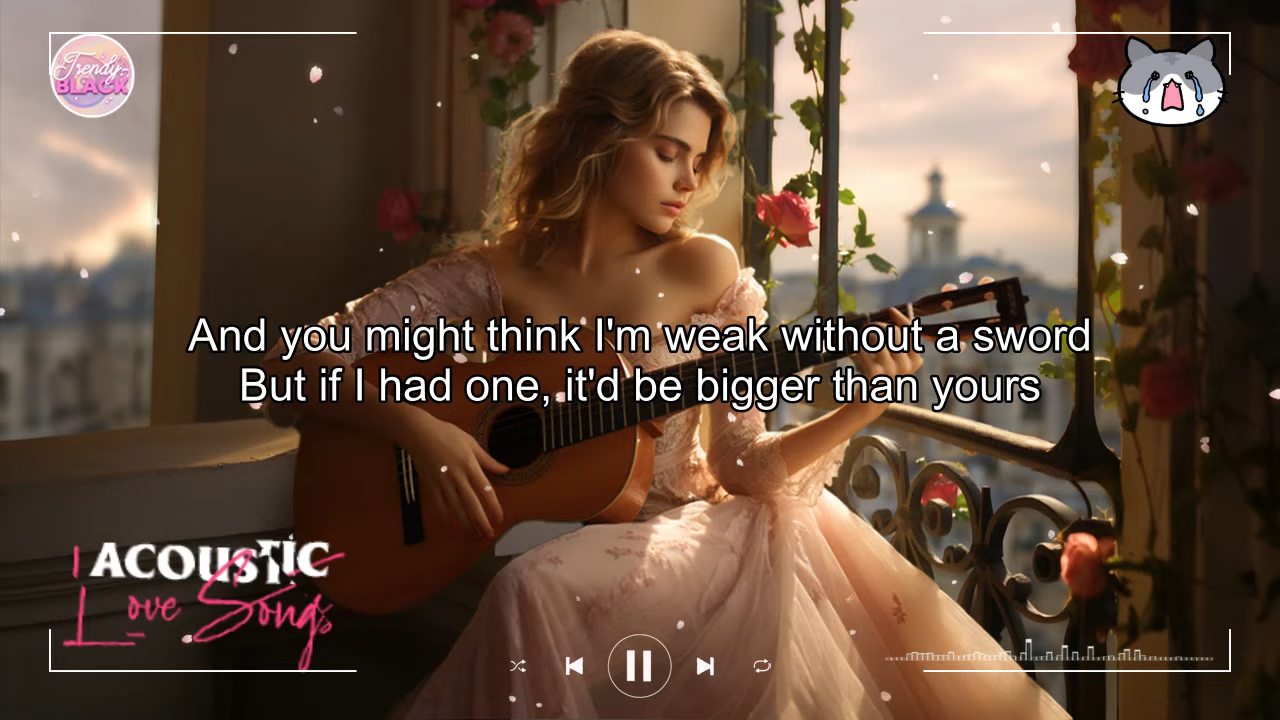 Trendy
BLACK
And you might think I'm weak without a sword
But if I had one, it'd be bigger than yours
ACOUSTIC
Love Songs